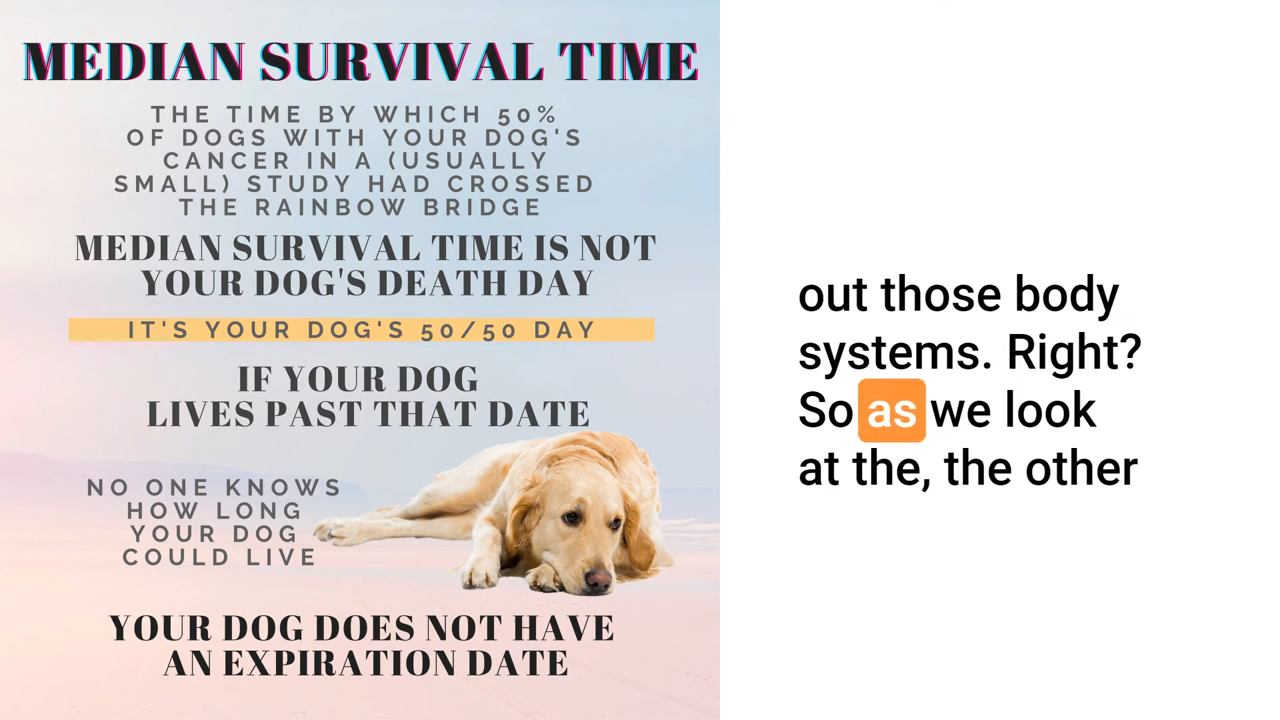 MEDIAN SURVIVAL TIME
THE TIME BY WHICH 50%
OF DOGS WITH YOUR DOG'S
CANCER IN A (USUALLY
SMALL) STUDY HAD CROSSED
THE RAINBOW BRIDGE
MEDIAN SURVIVAL TIME IS NOT
YOUR DOG'S DEATH DAY
IT'S YOUR DOG'S 50/50 DAY
IF YOUR DOG
LIVES PAST THAT DATE
NO ONE KNOWS
HOW LONG
YOUR DOG
COULD LIVE
YOUR DOG DOES NOT HAVE
AN EXPIRATION DATE
out those body
systems. Right?
So as we look
at the, the other